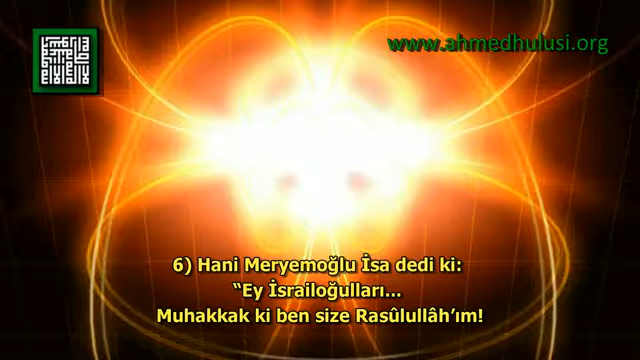 www.ahmedhulusi.org
6) Hani Meryemoğlu İsa dedi ki:
“Ey İsrailoğulları...
Muhakkak ki ben size Rasûlullâh’ım!